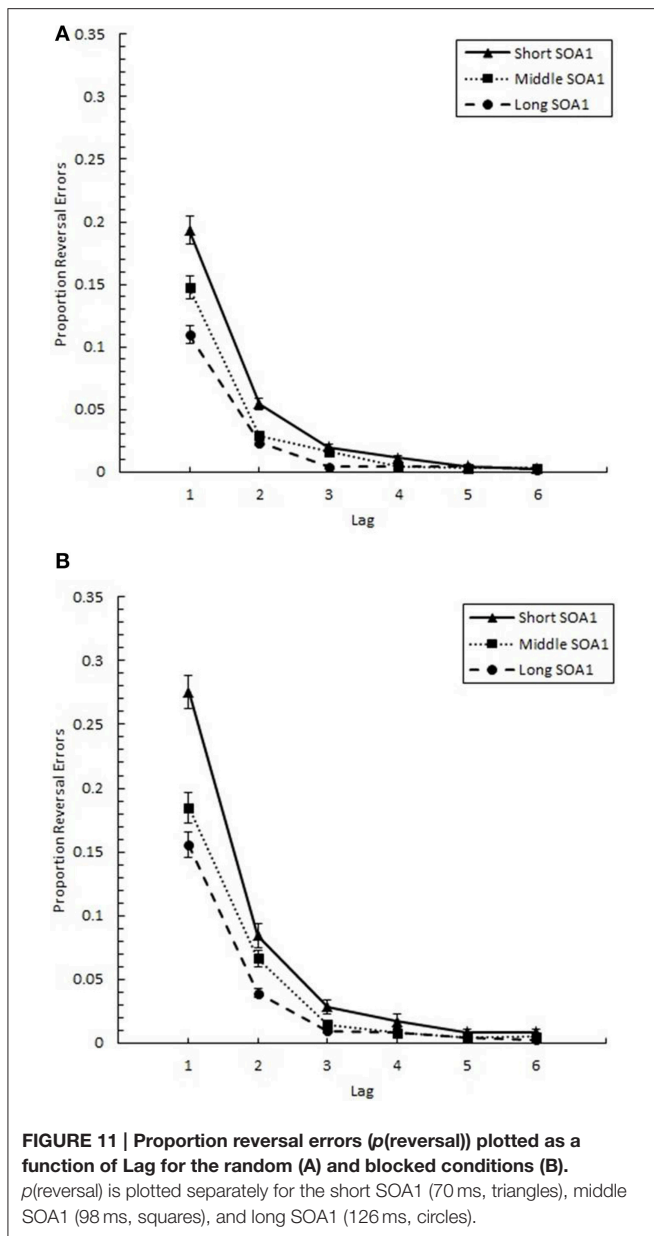 A
0.35
0.3
0.25
0.2
0.15
0.1
0.05
0
Proportion Reversal Errors
1 2 3 4 5 6
Lag
Short SOA1
Middle SOA1
Long SOA1
B
0.35
0.3
0.25
0.2
0.15
0.1
0.05
0
Proportion Reversal Errors
1 2 3 4 5 6
Lag
Short SOA1
Middle SOA1
Long SOA1
FIGURE 11 | Proportion reversal errors (p(reversal)) plotted as a
function of Lag for the random (A) and blocked conditions (B).
p(reversal) is plotted separately for the short SOA1 (70 ms, triangles), middle
SOA1 (98 ms, squares), and long SOA1 (126 ms, circles).